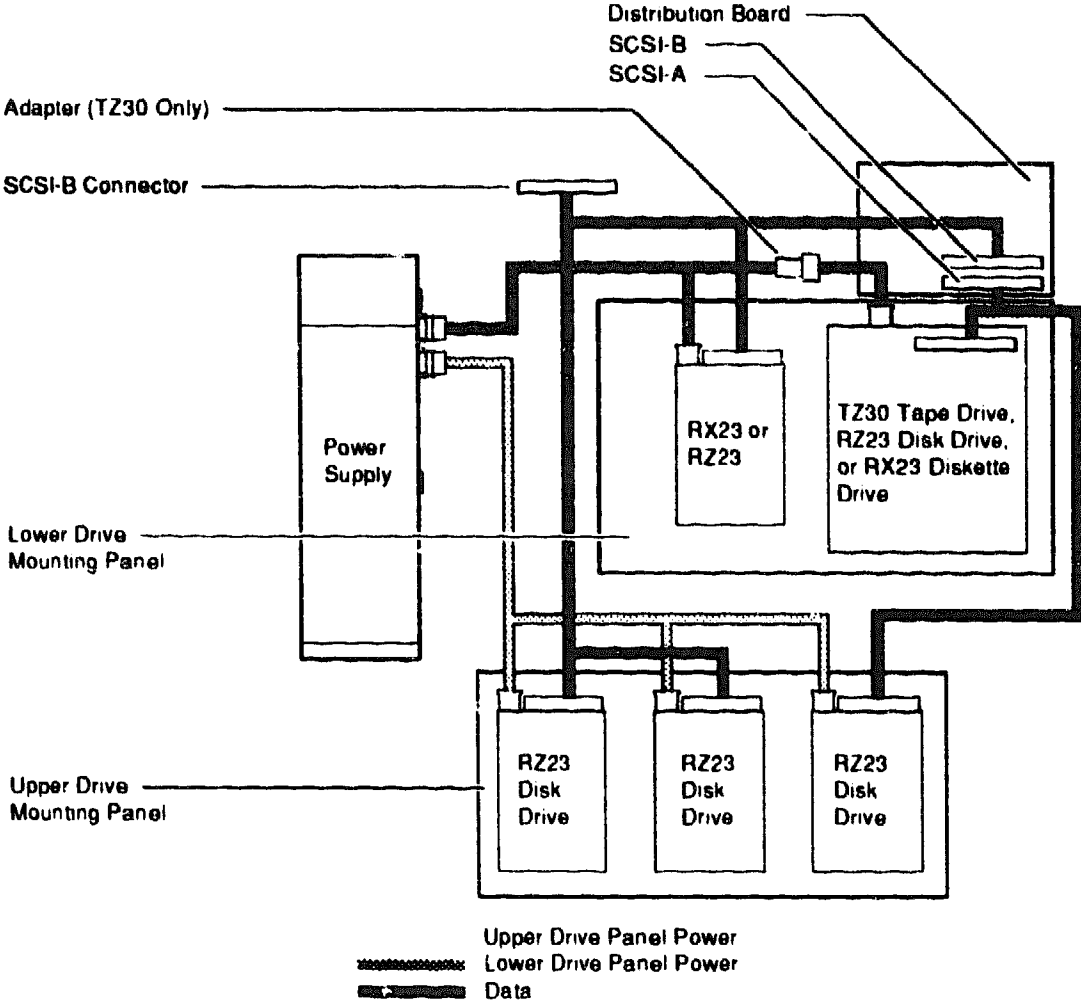 Distribution Board
SCSI-B
SCSI-A
Adapter (TZ30 Only)
SCSI-B Connector
Power
Supply
RX23 or
RZ23
TZ30 Tape Drive,
RZ23 Disk Drive,
or RX23 Diskette
Drive
Lower Drive
Mounting Panel
RZ23
Disk
Drive
RZ23
Disk
Drive
RZ23
Disk
Drive
Upper Drive
Mounting Panel
Upper Drive Panel Power
Lower Drive Panel Power
Data